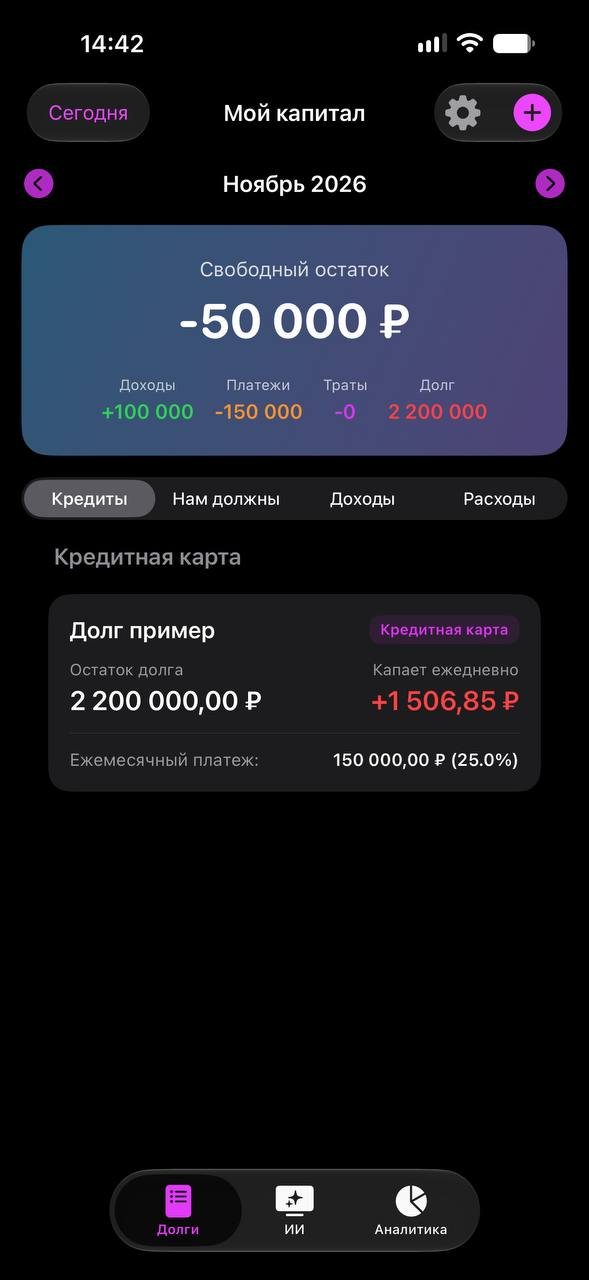 14:42
Сегодня
Мой капитал
Ноябрь 2026
Свободный остаток
-50 000 ₽
Доходы Платежи Траты Долг
+100 000 -150 000 -0 2 200 000
Кредиты Нам должны Доходы Расходы
Кредитная карта
Долг пример Кредитная карта
Остаток долга Капает ежедневно
2 200 000,00 ₽ +1 506,85 ₽
Ежемесячный платеж: 150 000,00 ₽ (25.0%)
Долги ИИ Аналитика